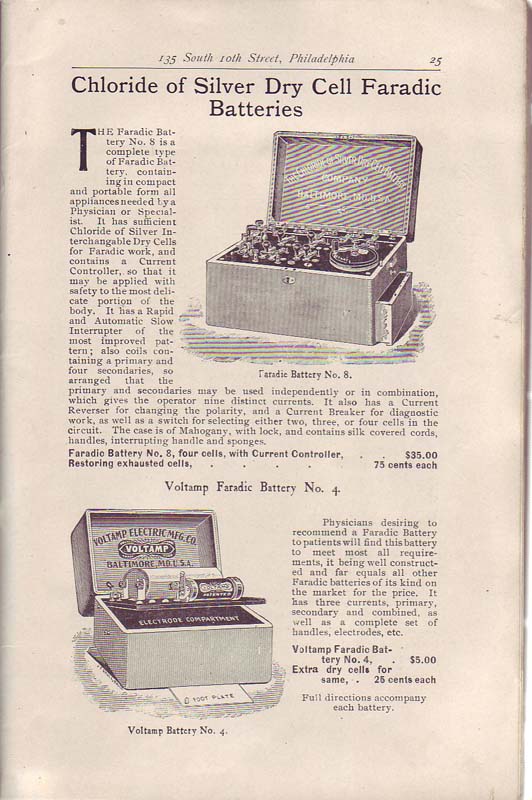 135 South 10th Street, Philadelphia 25
Chloride of Silver Dry Cell Faradic
Batteries
THE Faradic Bat-
tery No. 8 is a
complete type
of Faradic Bat-
tery, contain-
ing in compact
and portable form all
appliances needed by a
Physician or Special-
ist. It has sufficient
Chloride of Silver In-
terchangable Dry Cells
for Faradic work, and
contains a Current
Controller, so that it
may be applied with
safety to the most deli-
cate portion of the
body. It has a Rapid
and Automatic Slow
Interrupter of the
most improved pat-
tern; also coils con-
taining a primary and
four secondaries, so
arranged that the
primary and secondaries may be used independently or in combination,
which gives the operator nine distinct currents. It also has a Current
Reverser for changing the polarity, and a Current Breaker for diagnostic
work, as well as a switch for selecting either two, three, or four cells in the
circuit. The case is of Mahogany, with lock, and contains silk covered cords,
handles, interrupting handle and sponges.
THE CHLORIDE OF SILVER DRY CELL BATTERY
COMPANY
BALTIMORE, MD. U.S.A.
Faradic Battery No. 8.
Faradic Battery No. 8, four cells, with Current Controller, . . $35.00
Restoring exhausted cells, . . . . . 75 cents each
Voltamp Faradic Battery No. 4.
VOLTAMP ELECTRIC MFG. CO.
VOLTAMP
BALTIMORE, MD. U.S.A.
PATENTED
ELECTRODE COMPARTMENT
FOOT PLATE
Voltamp Battery No. 4.
Physicians desiring to
recommend a Faradic Battery
to patients will find this battery
to meet most all require-
ments, it being well construct-
ed and far equals all other
Faradic batteries of its kind on
the market for the price. It
has three currents, primary,
secondary and combined, as
well as a complete set of
handles, electrodes, etc.
Voltamp Faradic Bat-
tery No. 4, . $5.00
Extra dry cells for
same, . 25 cents each
Full directions accompany
each battery.